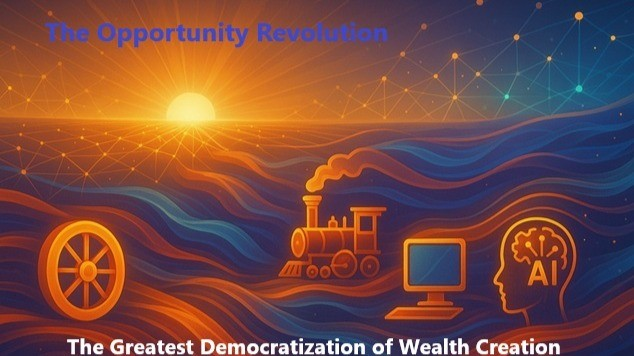 The Opportunity Revolution
AI
The Greatest Democratization of Wealth Creation